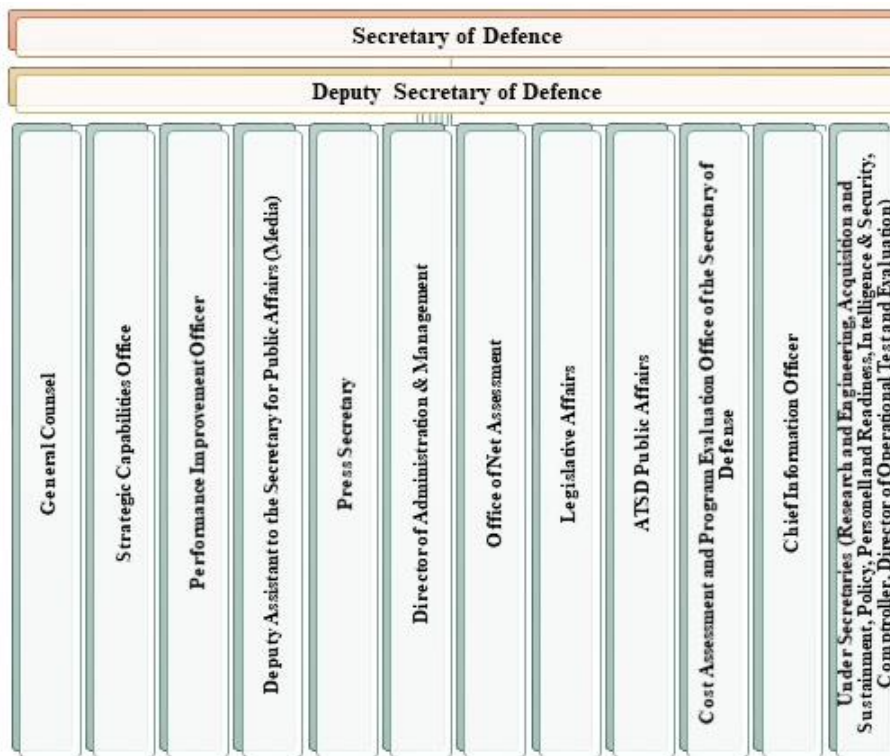 Secretary of Defence
Deputy Secretary of Defence
General Counsel
Strategic Capabilities Office
Performance Improvement Officer
Deputy Assistant to the Secretary for Public Affairs (Media)
Press Secretary
Director of Administration & Management
Office of Net Assessment
Legislative Affairs
ATSD Public Affairs
Cost Assessment and Program Evaluation Office of the Secretary of
Defense
Chief Information Officer
Under Secretaries (Research and Engineering, Acquisition and
Sustainment, Policy, Personell and Readiness, Intelligence & Security,
Comptroller, Director of Operational Test and Evaluation)